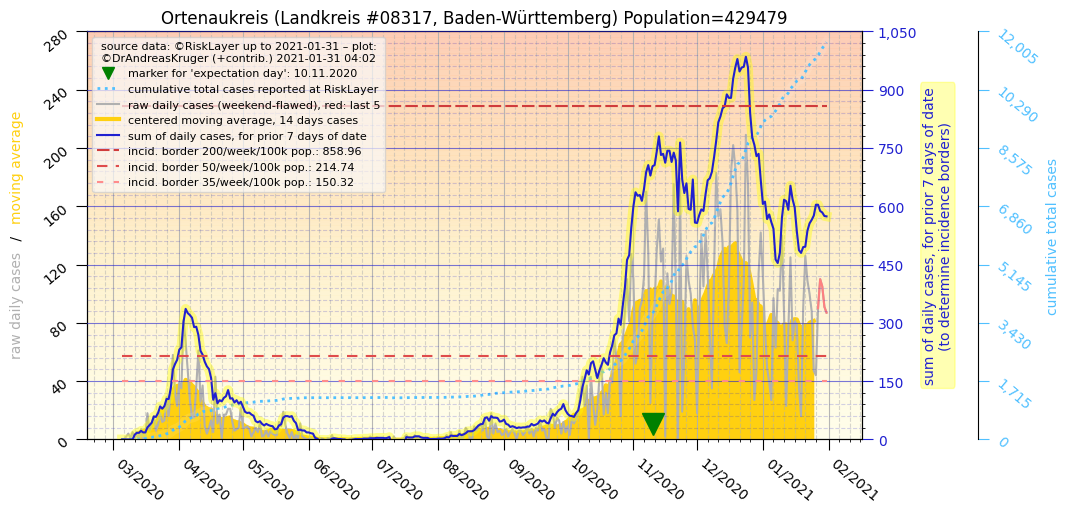 Ortenaukreis (Landkreis #08317, Baden-Württemberg) Population=429479
source data: ©RiskLayer up to 2021-01-31 – plot:
©DrAndreasKruger (+contrib.) 2021-01-31 04:02
marker for 'expectation day': 10.11.2020
cumulative total cases reported at RiskLayer
raw daily cases (weekend-flawed), red: last 5
centered moving average, 14 days cases
sum of daily cases, for prior 7 days of date
incid. border 200/week/100k pop.: 858.96
incid. border 50/week/100k pop.: 214.74
incid. border 35/week/100k pop.: 150.32
raw daily cases / moving average
280
240
200
160
120
80
40
0
03/2020
04/2020
05/2020
06/2020
07/2020
08/2020
09/2020
10/2020
11/2020
12/2020
01/2021
02/2021
1,050
900
750
600
450
300
150
0
sum of daily cases, for prior 7 days of date
(to determine incidence borders)
12,005
10,290
8,575
6,860
5,145
3,430
1,715
0
cumulative total cases